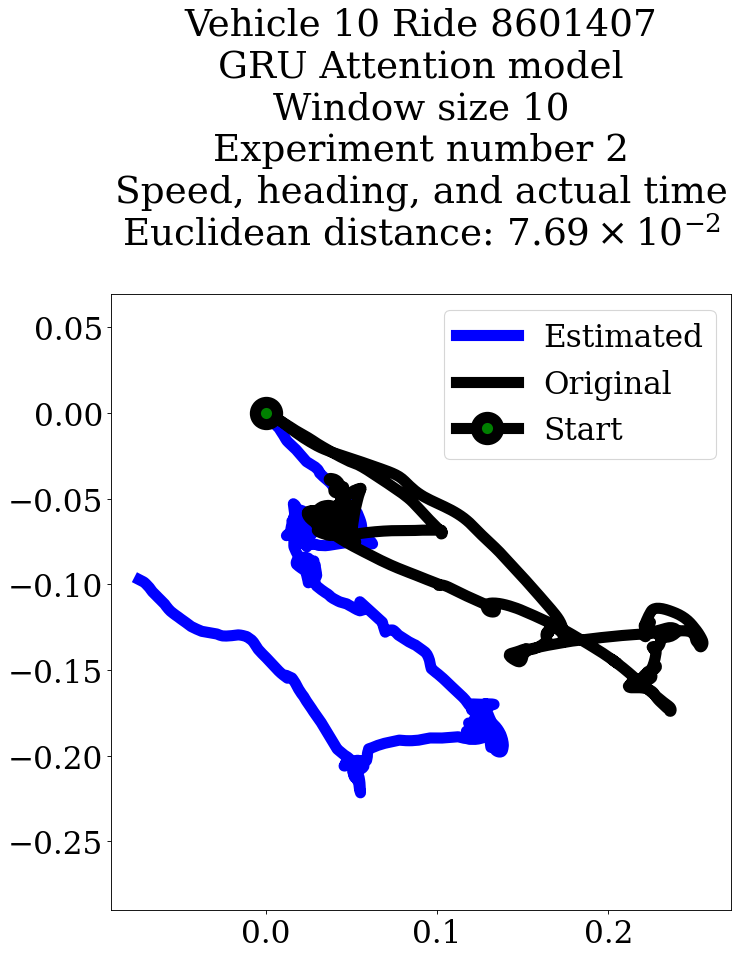 Vehicle 10 Ride 8601407
GRU Attention model
Window size 10
Experiment number 2
Speed, heading, and actual time
Euclidean distance: 7.69 × 10⁻²
Estimated
Original
Start
0.05
0.00
−0.05
−0.10
−0.15
−0.20
−0.25
0.0 0.1 0.2